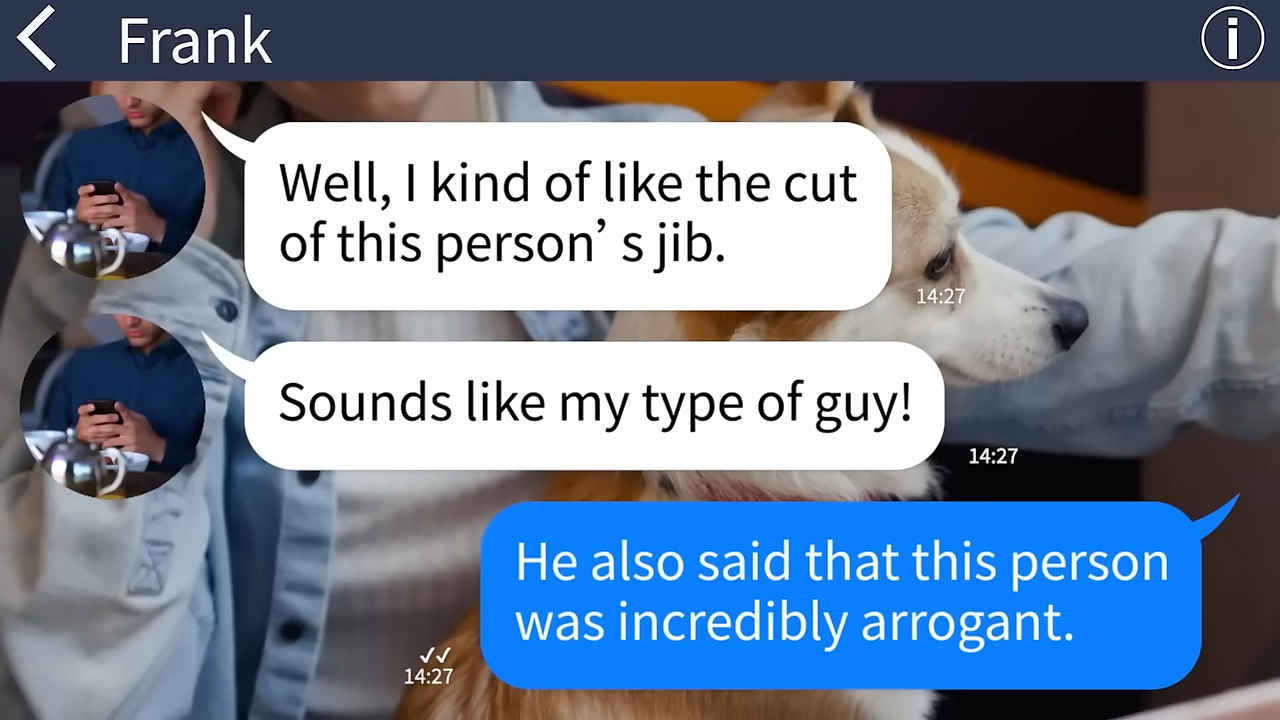 Frank
Well, I kind of like the cut
of this person’ s jib.
14:27
Sounds like my type of guy!
14:27
He also said that this person
was incredibly arrogant.
14:27